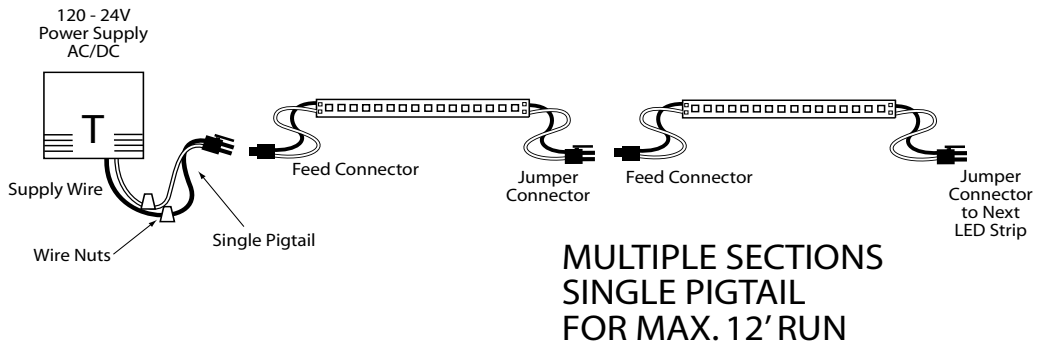 120 - 24V
Power Supply
AC/DC
T
Supply Wire
Wire Nuts
Single Pigtail
Feed Connector
Jumper
Connector
Feed Connector
Jumper
Connector
to Next
LED Strip
MULTIPLE SECTIONS
SINGLE PIGTAIL
FOR MAX. 12' RUN